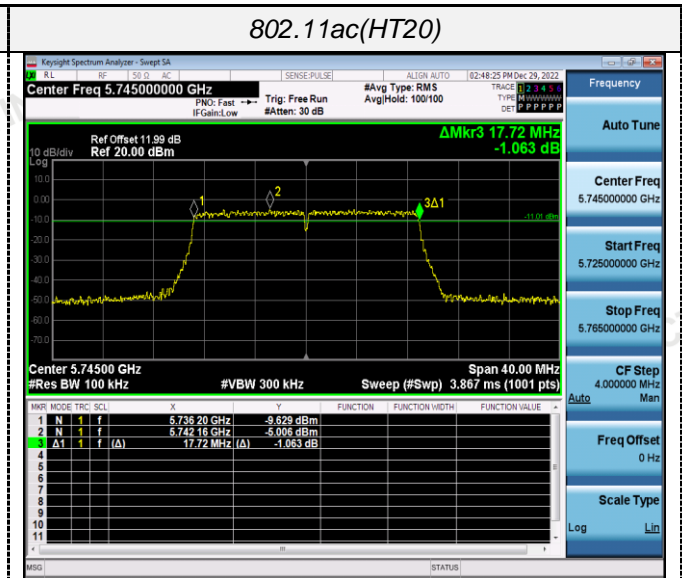 802.11ac(HT20)
Keysight Spectrum Analyzer - Swept SA
RL RF 50 Ω AC SENSE:PULSE ALIGN AUTO 02:48:25 PM Dec 29, 2022
Center Freq 5.745000000 GHz #Avg Type: RMS TRACE 1 2 3 4 5 6
PNO: Fast Trig: Free Run Avg|Hold: 100/100 TYPE M WWWWW
IFGain:Low #Atten: 30 dB DET P P P P P P
Frequency
Auto Tune
ΔMkr3 17.72 MHz
-1.063 dB
Ref Offset 11.99 dB
10 dB/div Ref 20.00 dBm
Log
10.0
0.00
-10.0
-20.0
-30.0
-40.0
-50.0
-60.0
-70.0
1
2
3Δ1
-11.01 dBm
Center 5.74500 GHz Span 40.00 MHz
#Res BW 100 kHz #VBW 300 kHz Sweep (#Swp) 3.867 ms (1001 pts)
MKR MODE TRC SCL X Y FUNCTION FUNCTION WIDTH FUNCTION VALUE
1 N 1 f 5.736 20 GHz -9.629 dBm
2 N 1 f 5.742 16 GHz -5.006 dBm
3 Δ1 1 f (Δ) 17.72 MHz (Δ) -1.063 dB
4
5
6
7
8
9
10
11
Center Freq
5.745000000 GHz
Start Freq
5.725000000 GHz
Stop Freq
5.765000000 GHz
CF Step
4.000000 MHz
Auto Man
Freq Offset
0 Hz
Scale Type
Log Lin
MSG STATUS